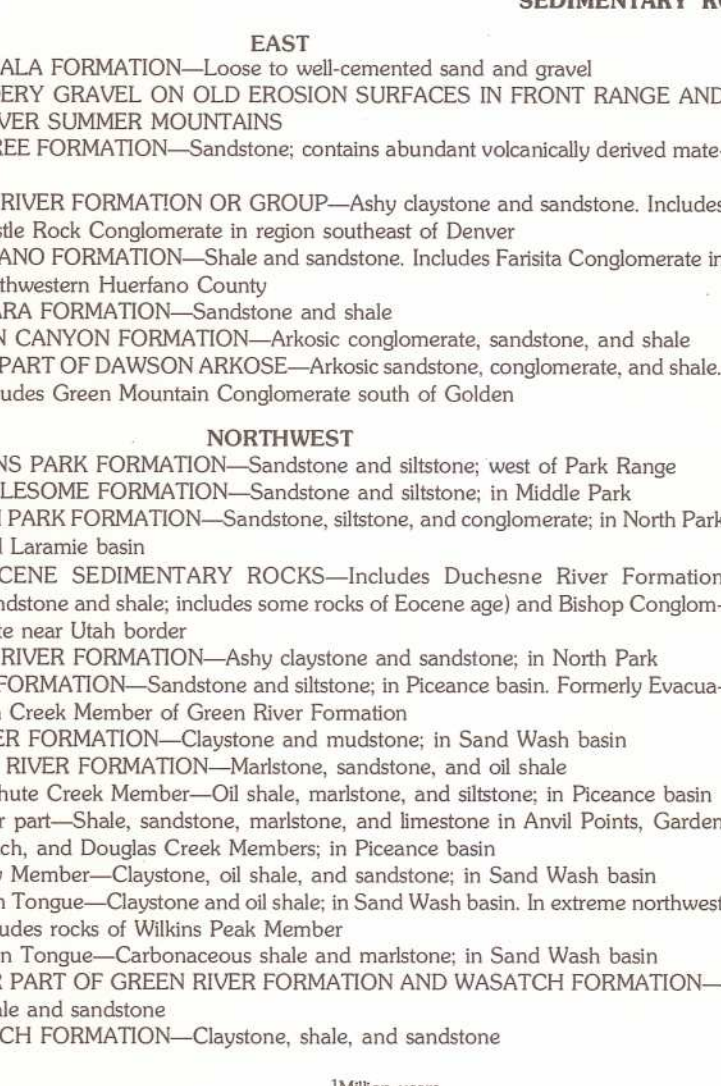 SEDIMENTARY
EAST
ALA FORMATION—Loose to well-cemented sand and gravel
ERY GRAVEL ON OLD EROSION SURFACES IN FRONT RANGE AND
VER SUMMER MOUNTAINS
REE FORMATION—Sandstone; contains abundant volcanically derived mate-
RIVER FORMATION OR GROUP—Ashy claystone and sandstone. Includes
stle Rock Conglomerate in region southeast of Denver
ANO FORMATION—Shale and sandstone. Includes Farisita Conglomerate in
thwestern Huerfano County
ARA FORMATION—Sandstone and shale
N CANYON FORMATION—Arkosic conglomerate, sandstone, and shale
PART OF DAWSON ARKOSE—Arkosic sandstone, conglomerate, and shale.
udes Green Mountain Conglomerate south of Golden
NORTHWEST
NS PARK FORMATION—Sandstone and siltstone; west of Park Range
LESOME FORMATION—Sandstone and siltstone; in Middle Park
PARK FORMATION—Sandstone, siltstone, and conglomerate; in North Park
Laramie basin
CENE SEDIMENTARY ROCKS—Includes Duchesne River Formation
ndstone and shale; includes some rocks of Eocene age) and Bishop Conglom-
te near Utah border
RIVER FORMATION—Ashy claystone and sandstone; in North Park
FORMATION—Sandstone and siltstone; in Piceance basin. Formerly Evacua-
Creek Member of Green River Formation
ER FORMATION—Claystone and mudstone; in Sand Wash basin
RIVER FORMATION—Marlstone, sandstone, and oil shale
hute Creek Member—Oil shale, marlstone, and siltstone; in Piceance basin
r part—Shale, sandstone, marlstone, and limestone in Anvil Points, Garden
ch, and Douglas Creek Members; in Piceance basin
y Member—Claystone, oil shale, and sandstone; in Sand Wash basin
n Tongue—Claystone and oil shale; in Sand Wash basin. In extreme northwest
udes rocks of Wilkins Peak Member
n Tongue—Carbonaceous shale and marlstone; in Sand Wash basin
R PART OF GREEN RIVER FORMATION AND WASATCH FORMATION—
ale and sandstone
CH FORMATION—Claystone, shale, and sandstone